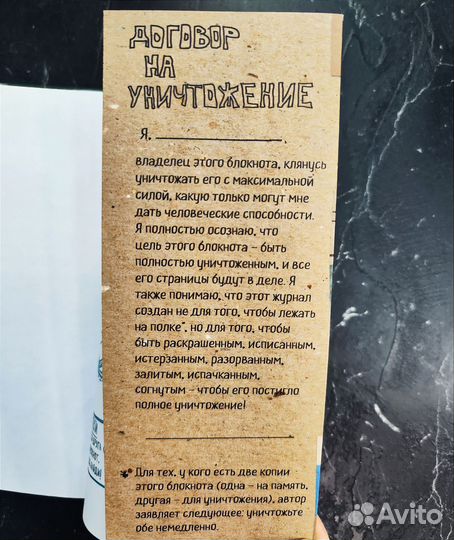 ДОГОВОР
НА
УНИЧТОЖЕНИЕ
Я,
владелец этого блокнота, клянусь
уничтожать его с максимальной
силой, какую только могут мне
дать человеческие способности.
Я полностью осознаю, что
цель этого блокнота – быть
полностью уничтоженным, и все
его страницы будут в деле. Я
также понимаю, что этот журнал
создан не для того, чтобы лежать
на полке*, но для того, чтобы
быть раскрашенным, исписанным,
истерзанным, разорванным,
залитым, испачканным,
согнутым – чтобы его постигло
полное уничтожение!
* Для тех, у кого есть две копии
этого блокнота (одна – на память,
другая – для уничтожения), автор
заявляет следующее: уничтожьте
обе немедленно.
Avito